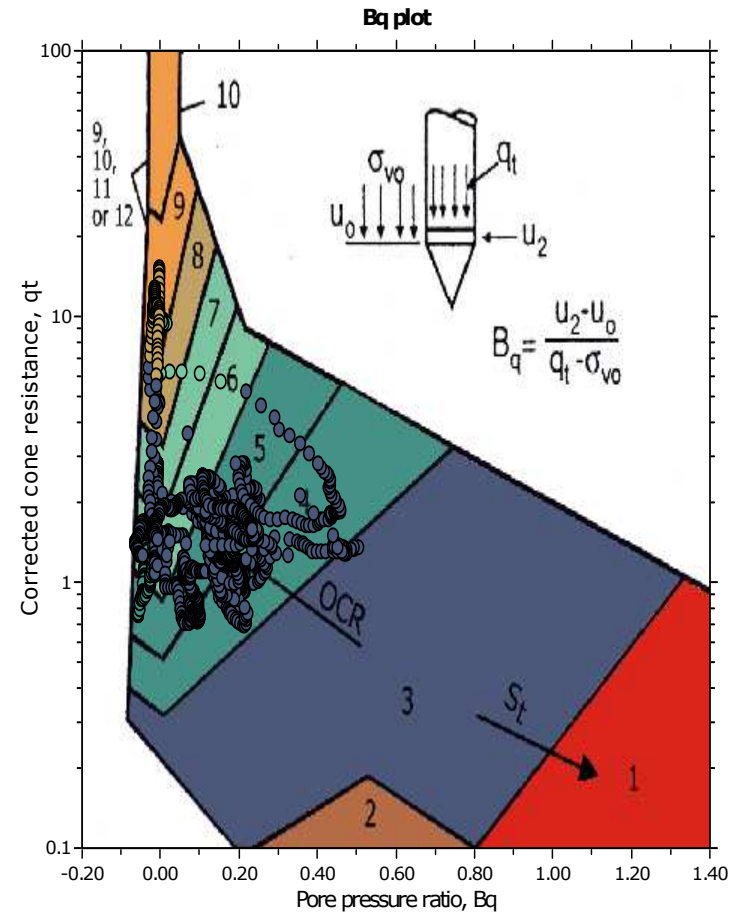 Bq plot
100
10
1
0.1
Corrected cone resistance, qt
-0.20
0.00
0.20
0.40
0.60
0.80
1.00
1.20
1.40
Pore pressure ratio, Bq
10
9,
10,
11
or 12
9
8
7
6
5
4
3
2
1
OCR
St
σvo
qt
uo
u2
Bq= u2-uo
qt-σvo